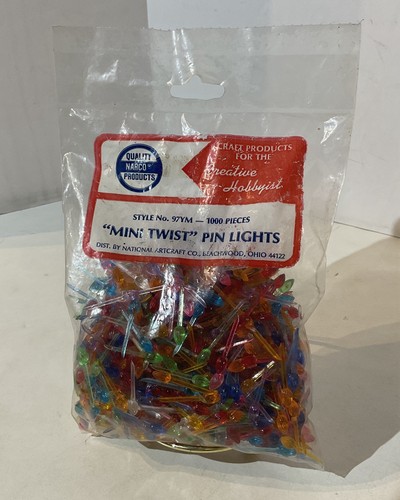 QUALITY
NARCO
PRODUCTS
CRAFT PRODUCTS
FOR THE
Creative
Hobbyist
STYLE No. 97YM — 1000 PIECES
"MINI TWIST" PIN LIGHTS
DIST. BY NATIONAL ARTCRAFT CO., BEACHWOOD, OHIO 44122